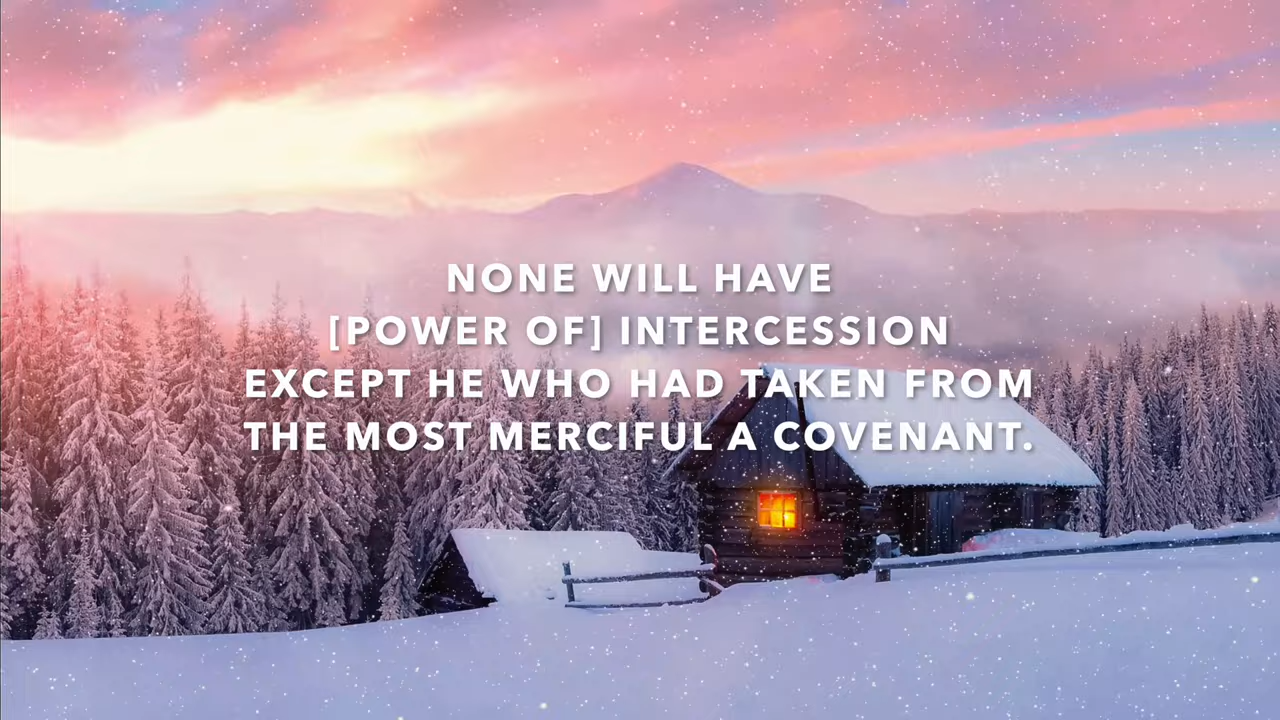 NONE WILL HAVE
[POWER OF] INTERCESSION
EXCEPT HE WHO HAD TAKEN FROM
THE MOST MERCIFUL A COVENANT.